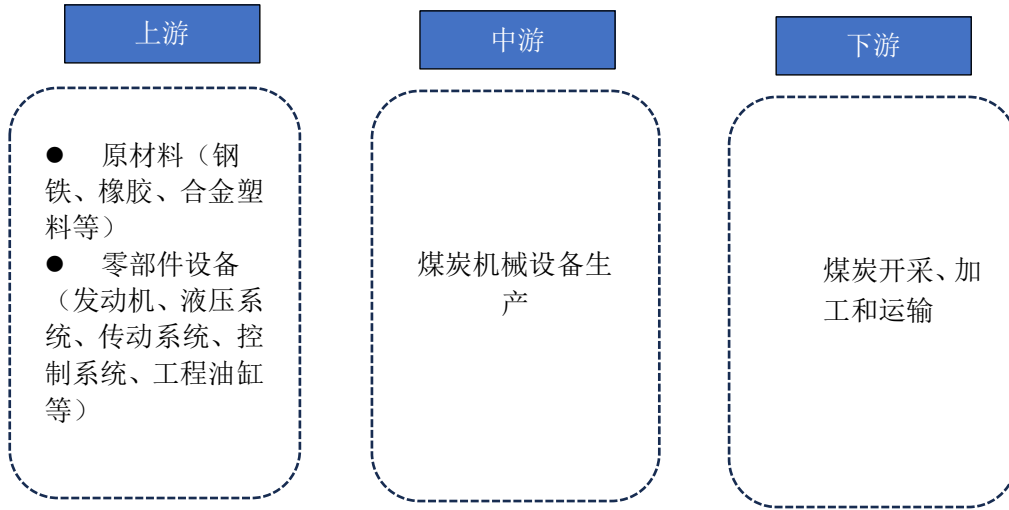 上游
● 原材料（钢
铁、橡胶、合金塑
料等）
● 零部件设备
（发动机、液压系
统、传动系统、控
制系统、工程油缸
等）
中游
煤炭机械设备生
产
下游
煤炭开采、加
工和运输